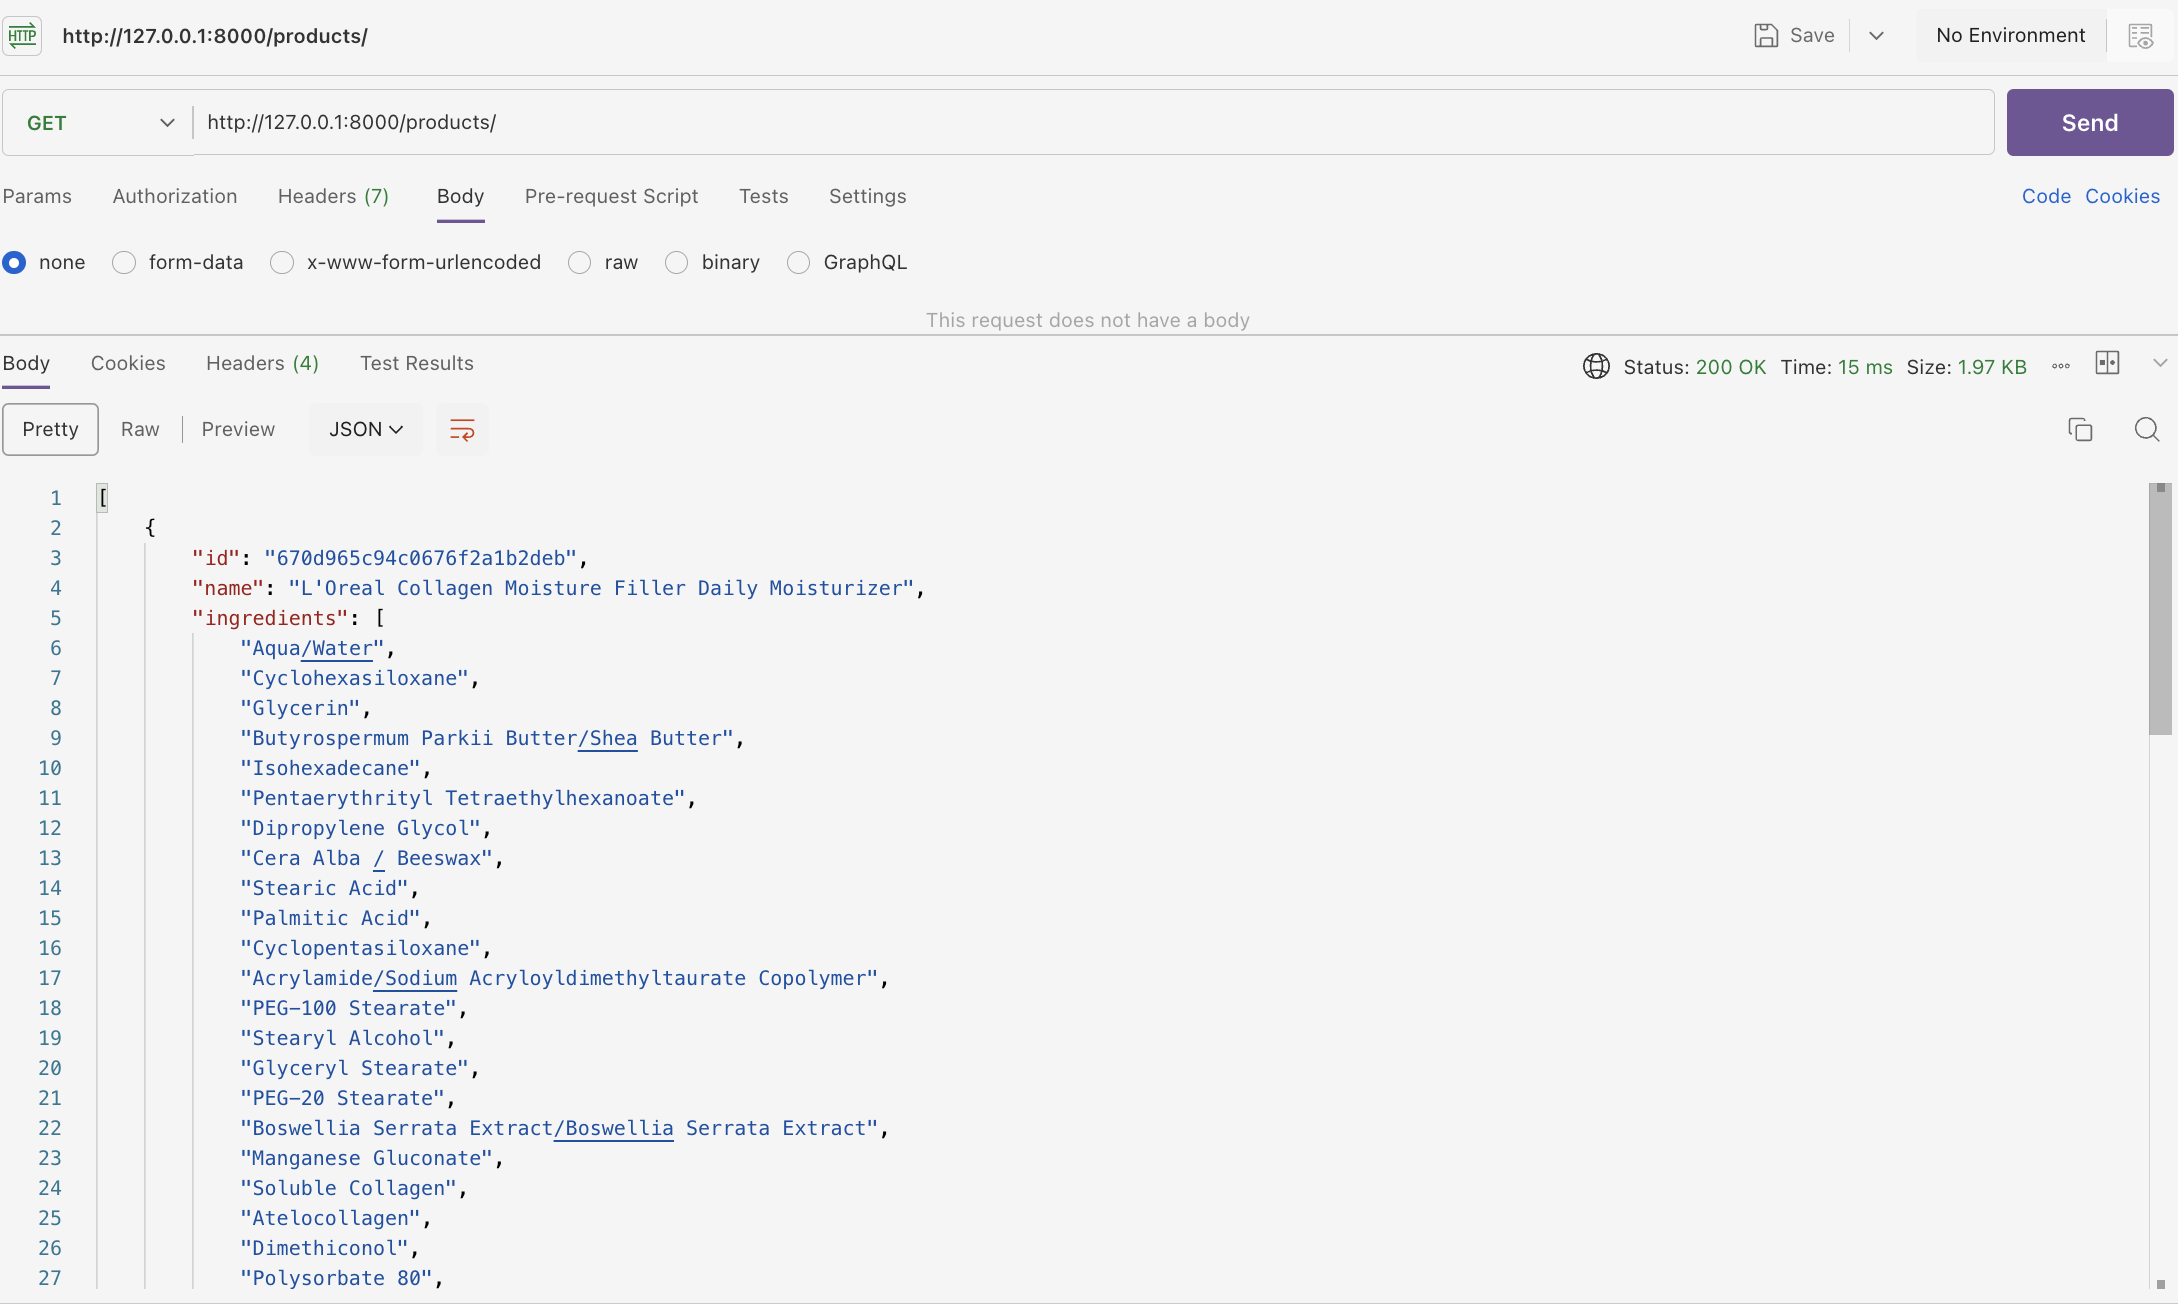 HTTP http://127.0.0.1:8000/products/ Save No Environment
GET http://127.0.0.1:8000/products/ Send
Params Authorization Headers (7) Body Pre-request Script Tests Settings Code Cookies
none form-data x-www-form-urlencoded raw binary GraphQL
This request does not have a body
Body Cookies Headers (4) Test Results Status: 200 OK Time: 15 ms Size: 1.97 KB
Pretty Raw Preview JSON
1 [
2 {
3 "id": "670d965c94c0676f2a1b2deb",
4 "name": "L'Oreal Collagen Moisture Filler Daily Moisturizer",
5 "ingredients": [
6 "Aqua/Water",
7 "Cyclohexasiloxane",
8 "Glycerin",
9 "Butyrospermum Parkii Butter/Shea Butter",
10 "Isohexadecane",
11 "Pentaerythrityl Tetraethylhexanoate",
12 "Dipropylene Glycol",
13 "Cera Alba / Beeswax",
14 "Stearic Acid",
15 "Palmitic Acid",
16 "Cyclopentasiloxane",
17 "Acrylamide/Sodium Acryloyldimethyltaurate Copolymer",
18 "PEG-100 Stearate",
19 "Stearyl Alcohol",
20 "Glyceryl Stearate",
21 "PEG-20 Stearate",
22 "Boswellia Serrata Extract/Boswellia Serrata Extract",
23 "Manganese Gluconate",
24 "Soluble Collagen",
25 "Atelocollagen",
26 "Dimethiconol",
27 "Polysorbate 80",